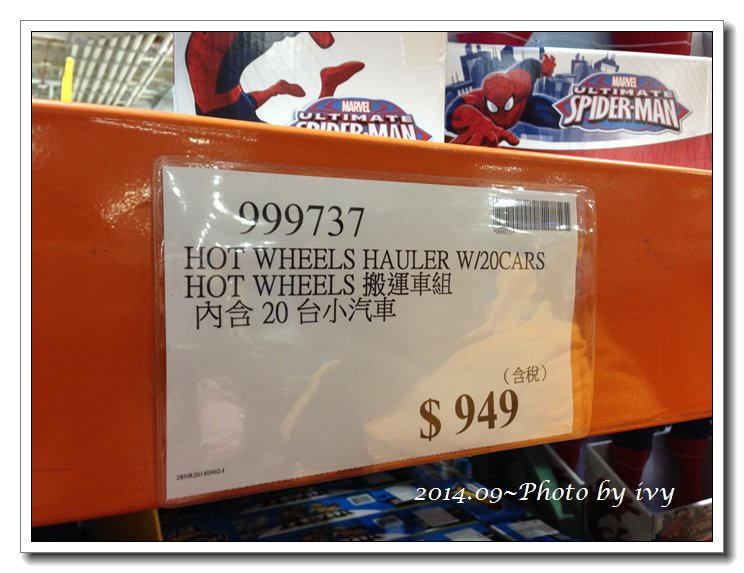 MARVEL
ULTIMATE
SPIDER-MAN
MARVEL
ULTIMATE
SPIDER-MAN
999737
HOT WHEELS HAULER W/20CARS
HOT WHEELS 搬運車組
內含 20 台小汽車
(含稅)
$ 949
2014.09~Photo by ivy